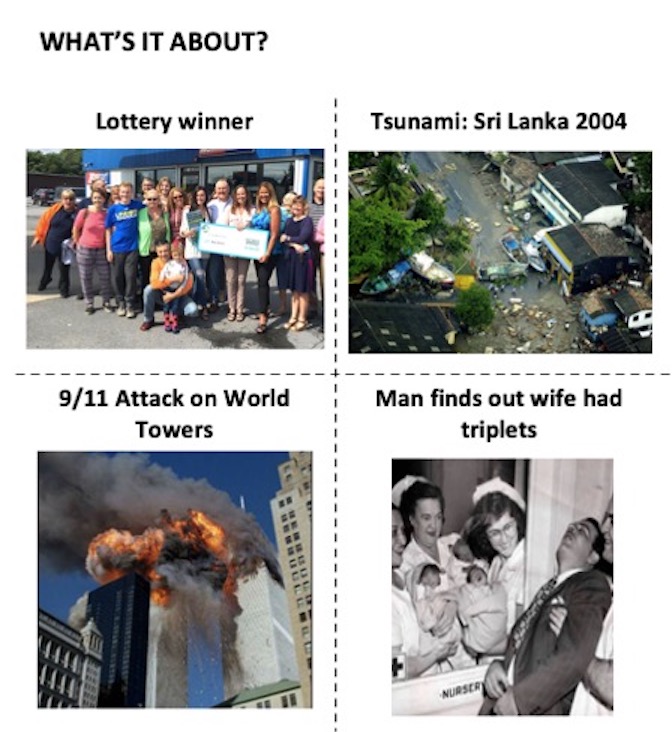 WHAT'S IT ABOUT?
Lottery winner
Tsunami: Sri Lanka 2004
9/11 Attack on World
Towers
Man finds out wife had
triplets
NURSERY